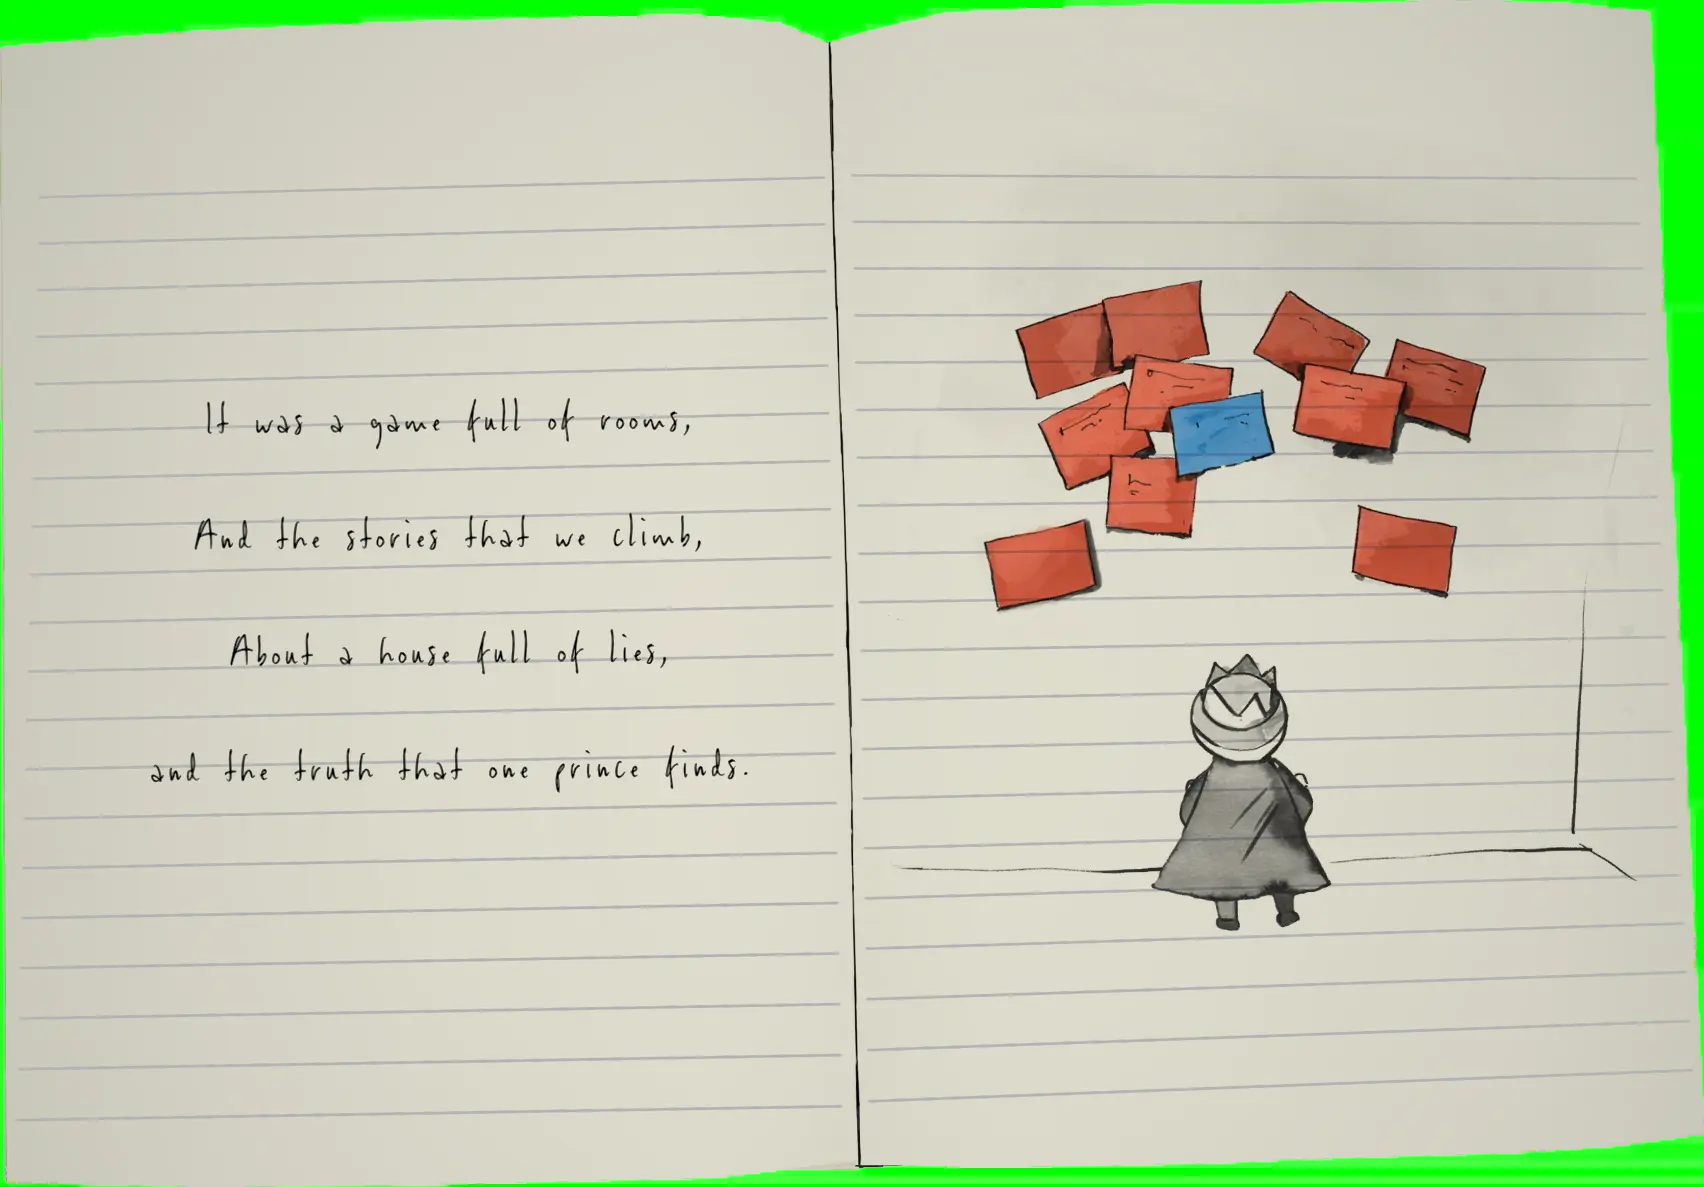 It was a game full of rooms,
And the stories that we climb,
About a house full of lies,
and the truth that one prince finds.